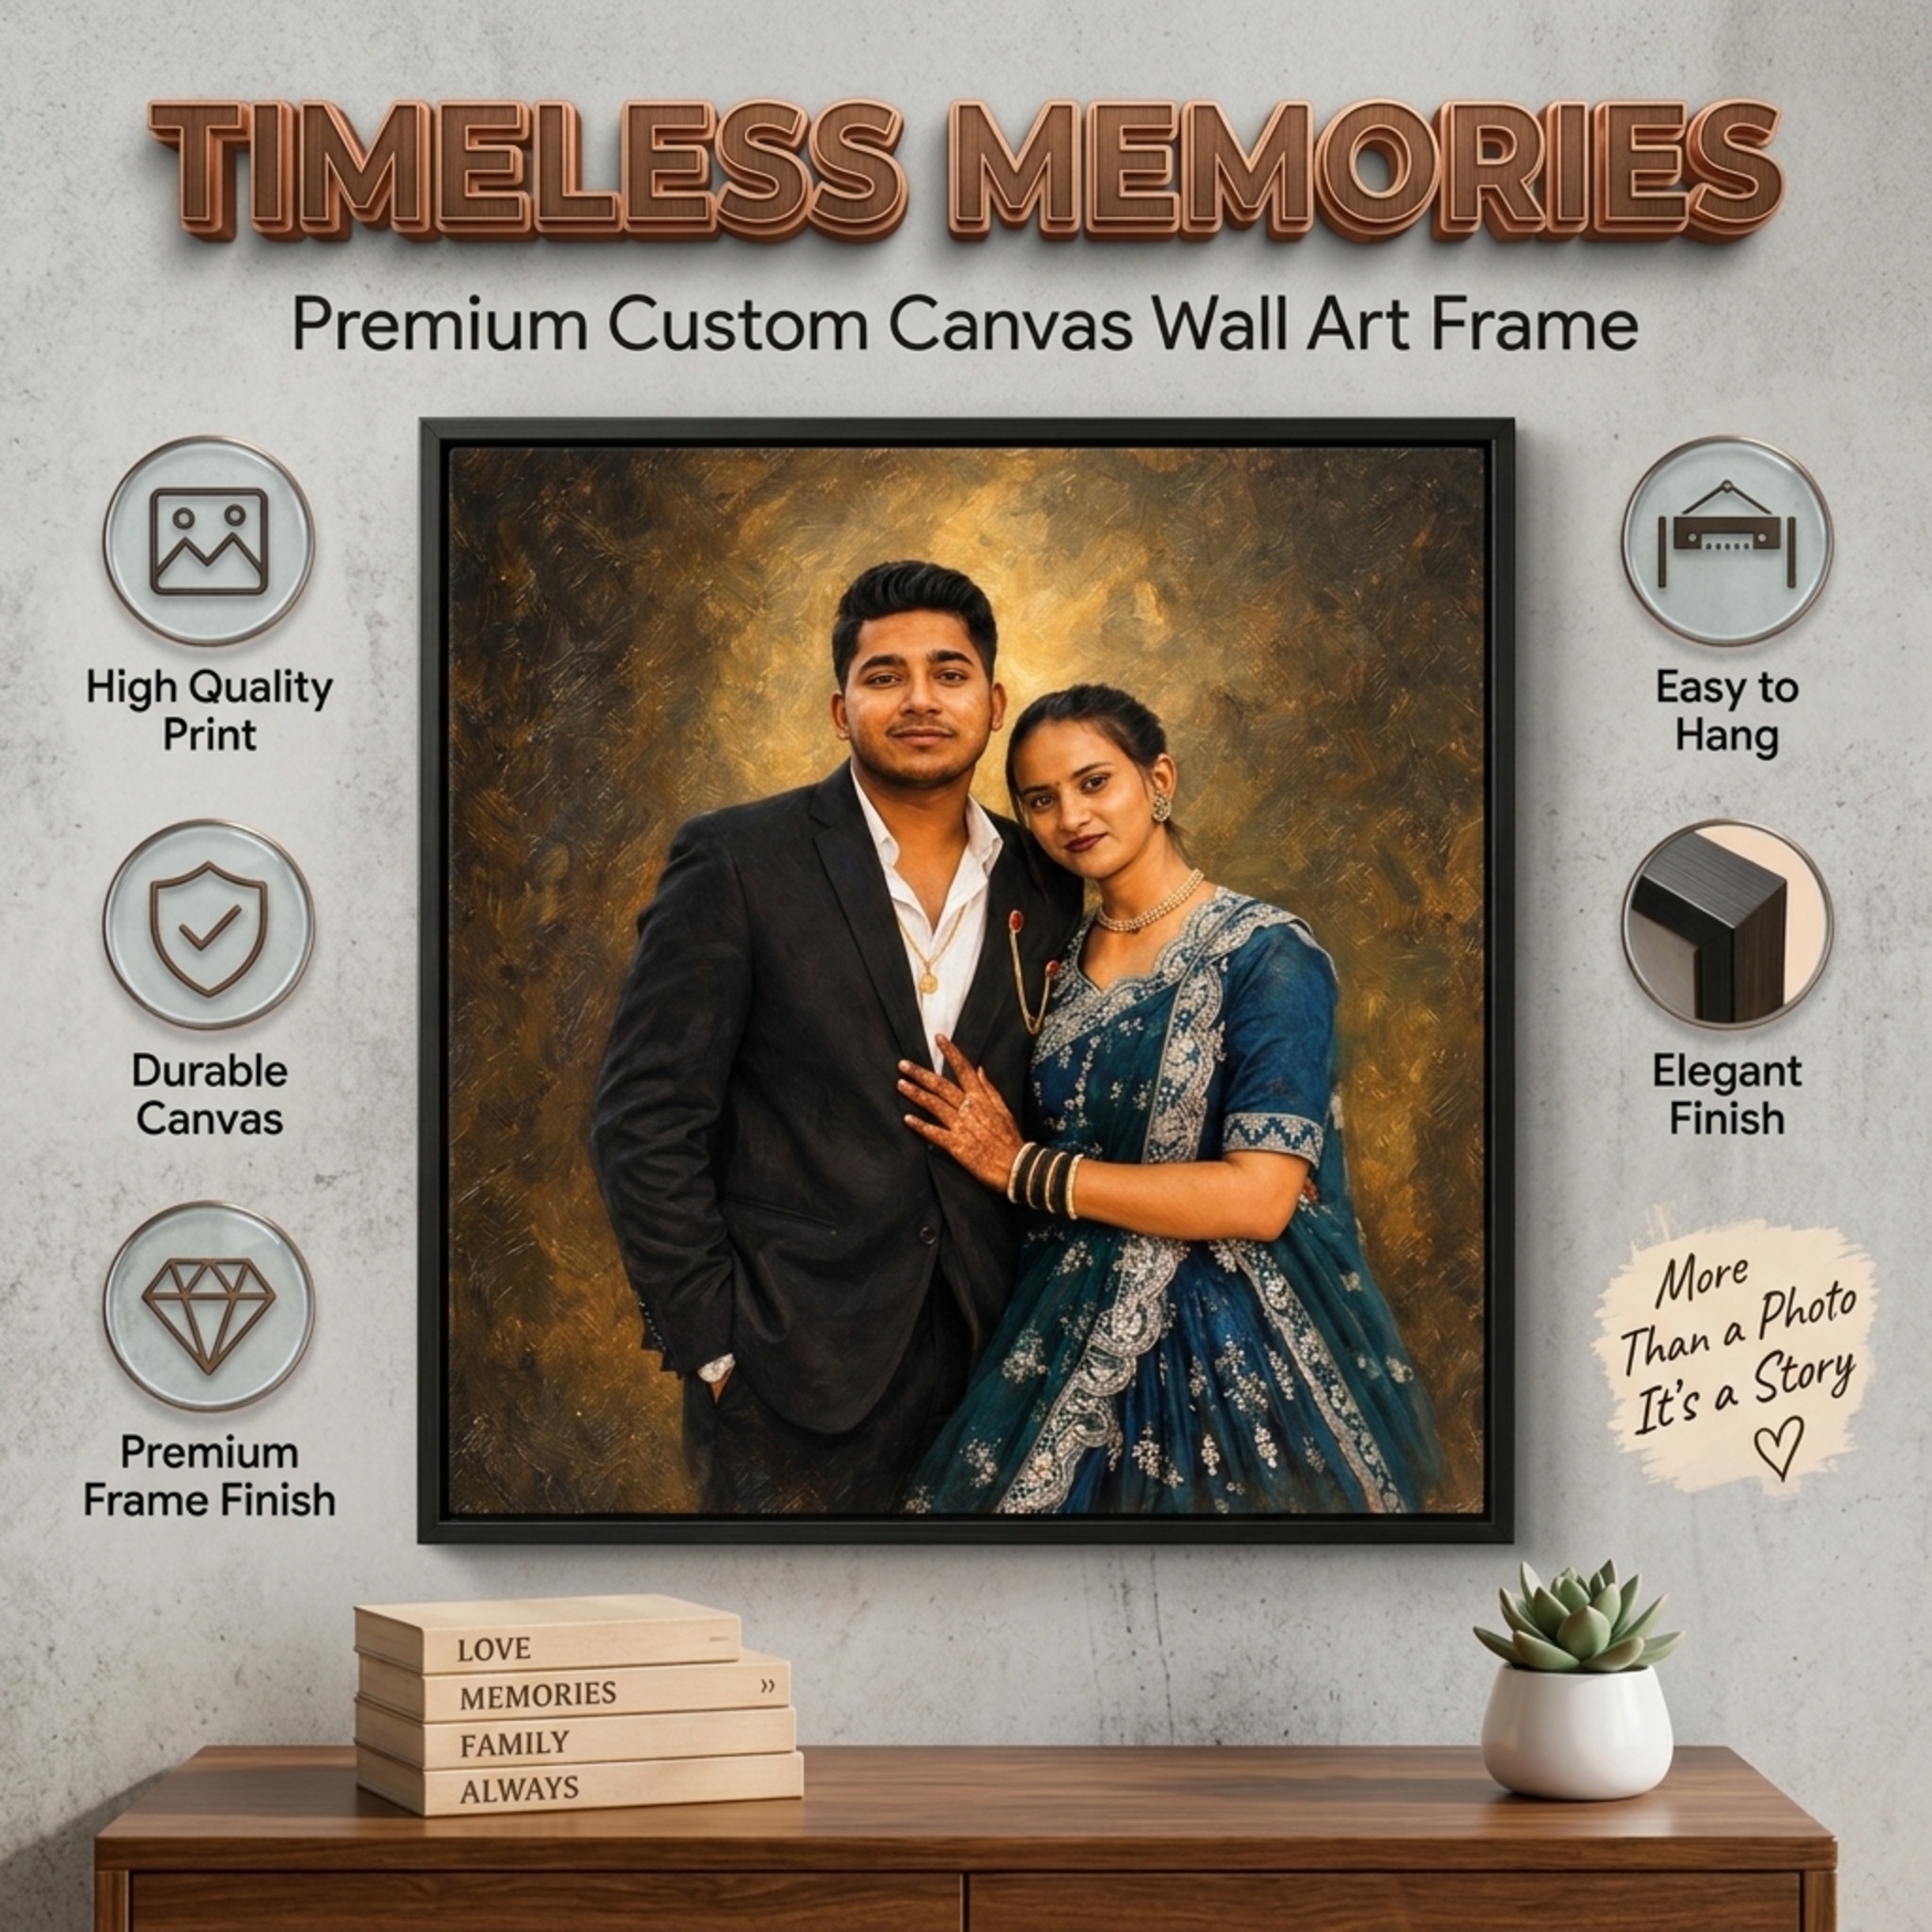 TIMELESS MEMORIES
Premium Custom Canvas Wall Art Frame
High Quality
Print
Durable
Canvas
Premium
Frame Finish
Easy to
Hang
Elegant
Finish
More
Than a Photo
It's a Story
LOVE
MEMORIES
FAMILY
ALWAYS